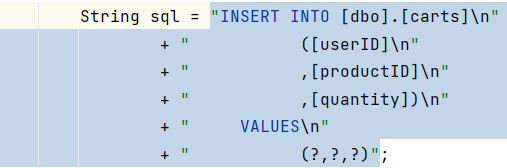 String sql = "INSERT INTO [dbo].[carts]\n"
+ "           ([userID]\n"
+ "           ,[productID]\n"
+ "           ,[quantity])\n"
+ "     VALUES\n"
+ "           (?,?,?)";